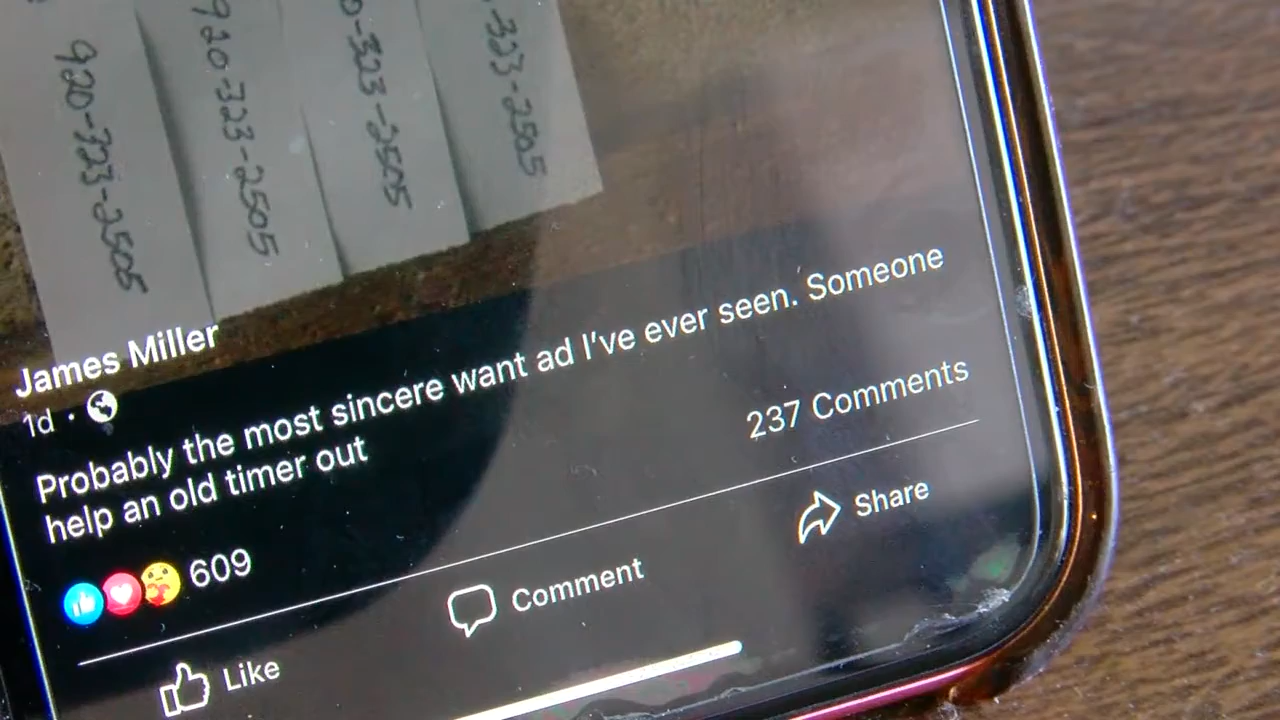 920-323-2505
920-323-2505
0-323-2505
-323-2505
James Miller
1d ·
Probably the most sincere want ad I've ever seen. Someone
help an old timer out
609
237 Comments
Like
Comment
Share